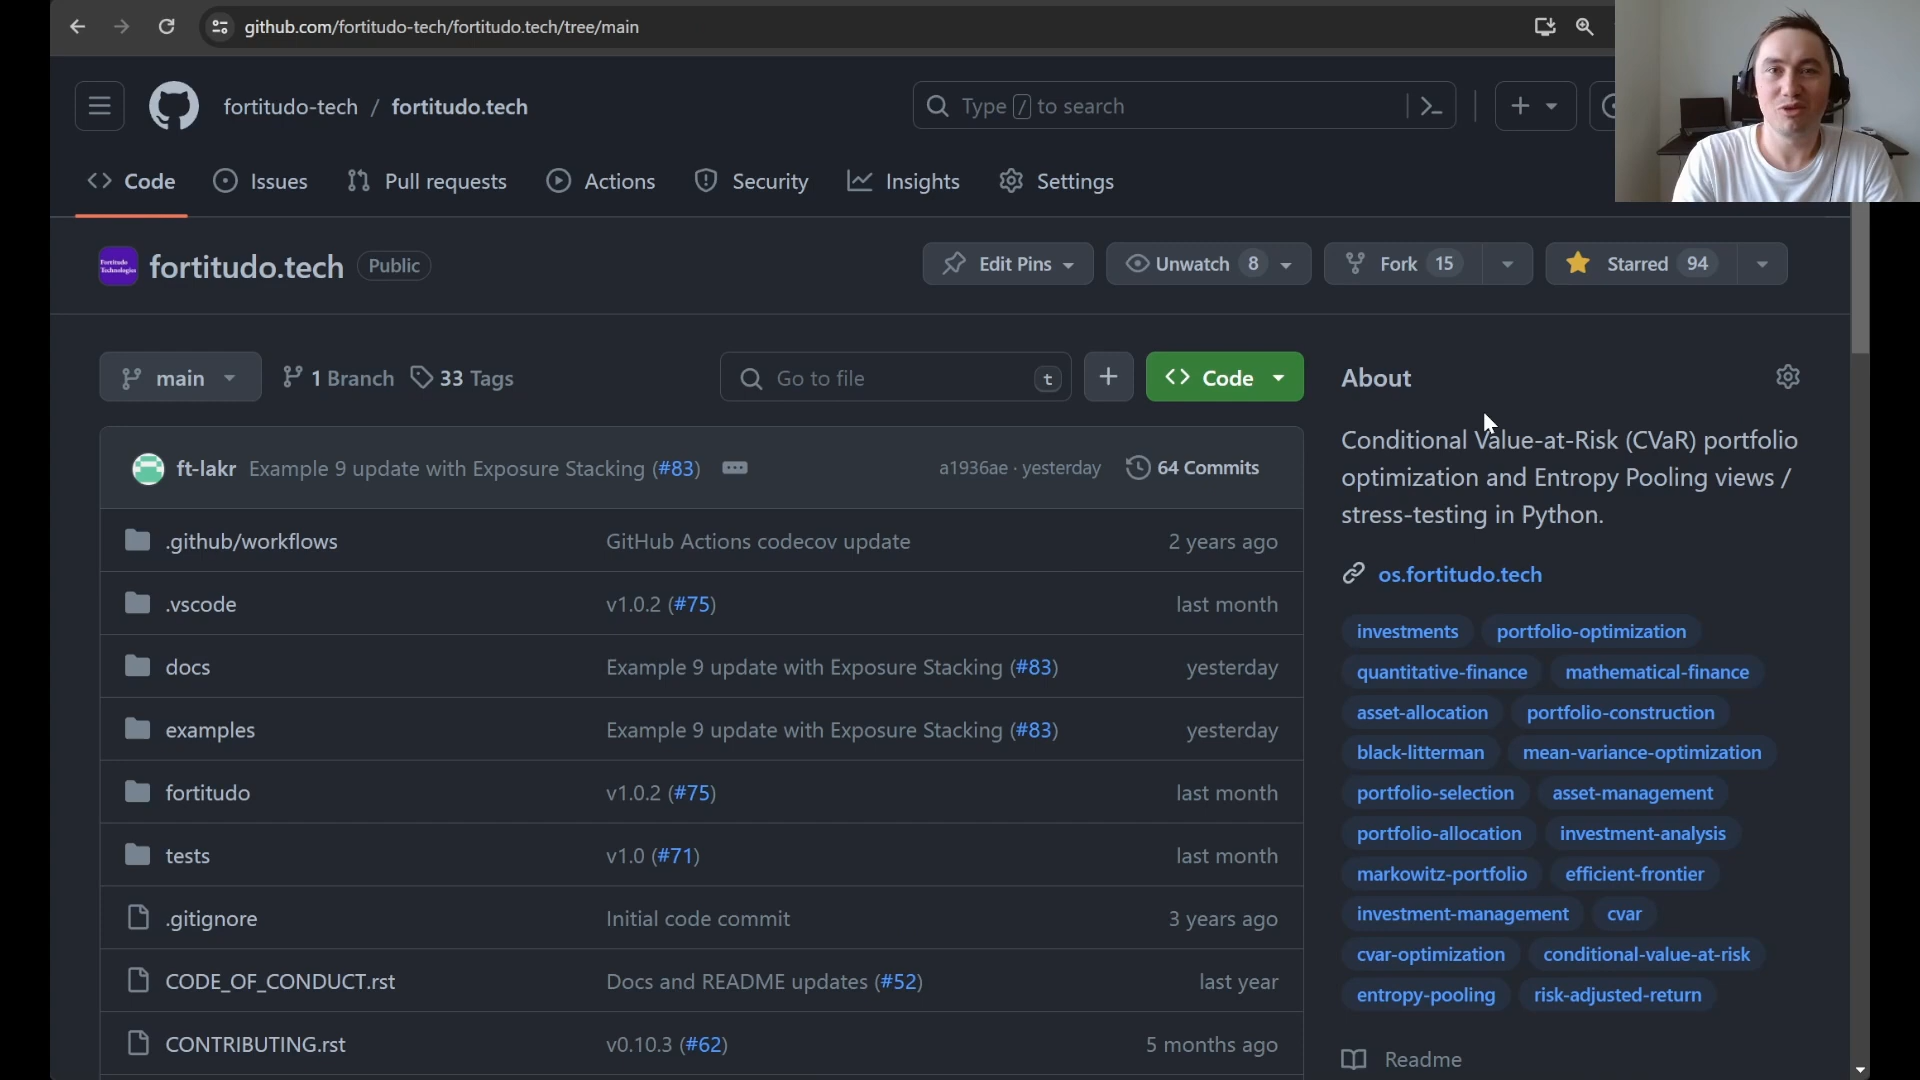 github.com/fortitudo-tech/fortitudo.tech/tree/main
fortitudo-tech / fortitudo.tech
Type / to search
Code Issues Pull requests Actions Security Insights Settings
Fortitudo
Technologies
fortitudo.tech Public
Edit Pins Unwatch 8 Fork 15 Starred 94
main 1 Branch 33 Tags Go to file t Code
ft-lakr Example 9 update with Exposure Stacking (#83) a1936ae · yesterday 64 Commits
.github/workflows GitHub Actions codecov update 2 years ago
.vscode v1.0.2 (#75) last month
docs Example 9 update with Exposure Stacking (#83) yesterday
examples Example 9 update with Exposure Stacking (#83) yesterday
fortitudo v1.0.2 (#75) last month
tests v1.0 (#71) last month
.gitignore Initial code commit 3 years ago
CODE_OF_CONDUCT.rst Docs and README updates (#52) last year
CONTRIBUTING.rst v0.10.3 (#62) 5 months ago
About
Conditional Value-at-Risk (CVaR) portfolio
optimization and Entropy Pooling views /
stress-testing in Python.
os.fortitudo.tech
investments portfolio-optimization
quantitative-finance mathematical-finance
asset-allocation portfolio-construction
black-litterman mean-variance-optimization
portfolio-selection asset-management
portfolio-allocation investment-analysis
markowitz-portfolio efficient-frontier
investment-management cvar
cvar-optimization conditional-value-at-risk
entropy-pooling risk-adjusted-return
Readme